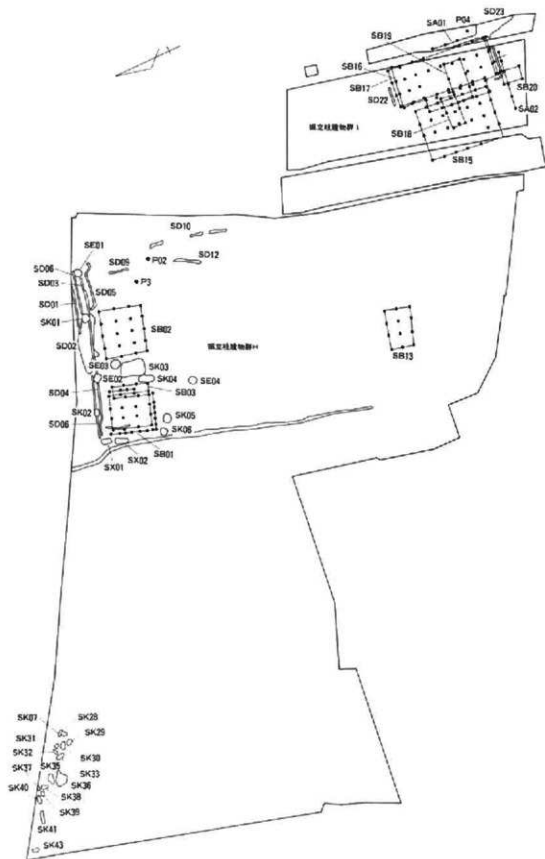 SD23
P04
SA01
SB19
SB16
SB17
SD22
SB20
SA02
SB18
掘立柱建物群 I
SB15
SD10
SE01
SD09
P02
SD12
SD06
SD03
P3
SD05
SD01
SK01
SB02
掘立柱建物群 II
SB13
SD02
SE03
SK03
SE02
SK04
SE04
SD04
SB03
SK02
SK05
SD06
SK06
SX01
SX02
SB01
SK07
SK28
SK31
SK29
SK32
SK30
SK37
SK35
SK33
SK40
SK36
SK38
SK39
SK41
SK43